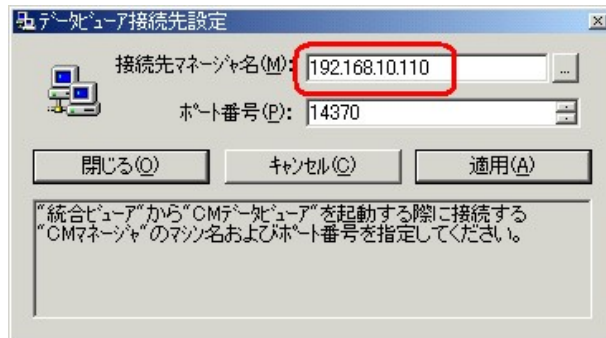 データビューア接続先設定
接続先マネージャ名(M): 192.168.10.110 ...
ポート番号(P): 14370
閉じる(O) キャンセル(C) 適用(A)
"統合ビューア"から"CMデータビューア"を起動する際に接続する
"CMマネージャ"のマシン名およびポート番号を指定してください。